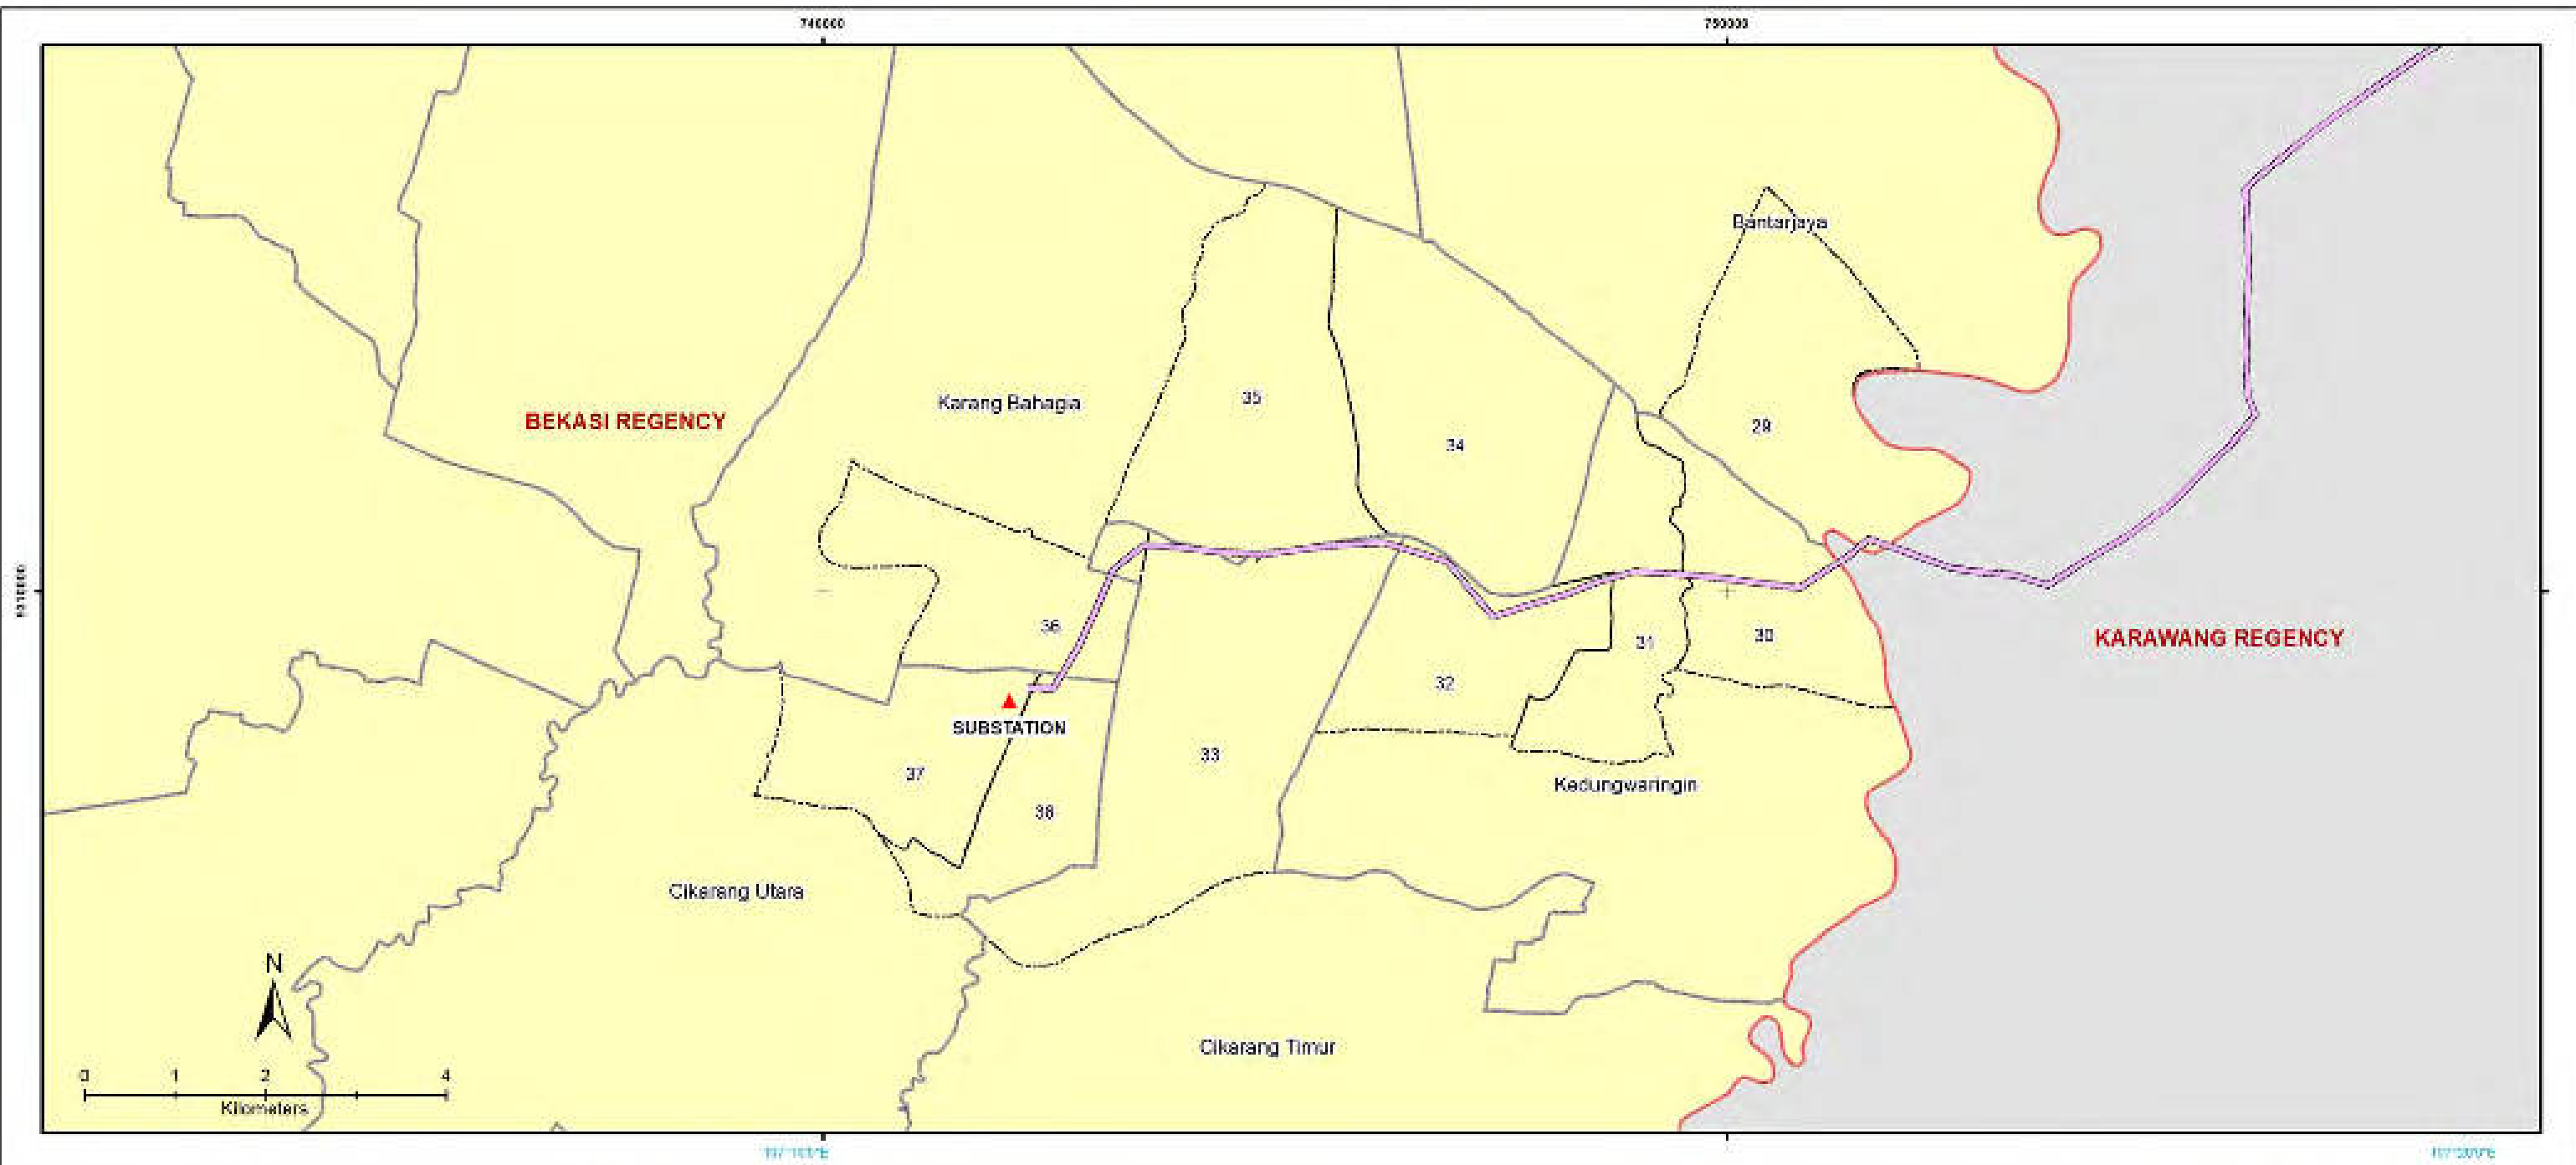 740000
750000
Bantarjaya
Karang Bahagia
35
BEKASI REGENCY
29
34
36
31
30
KARAWANG REGENCY
32
SUBSTATION
33
37
Kedungwaringin
38
Cikarang Utara
N
Cikarang Timur
0 1 2 4
Kilometers